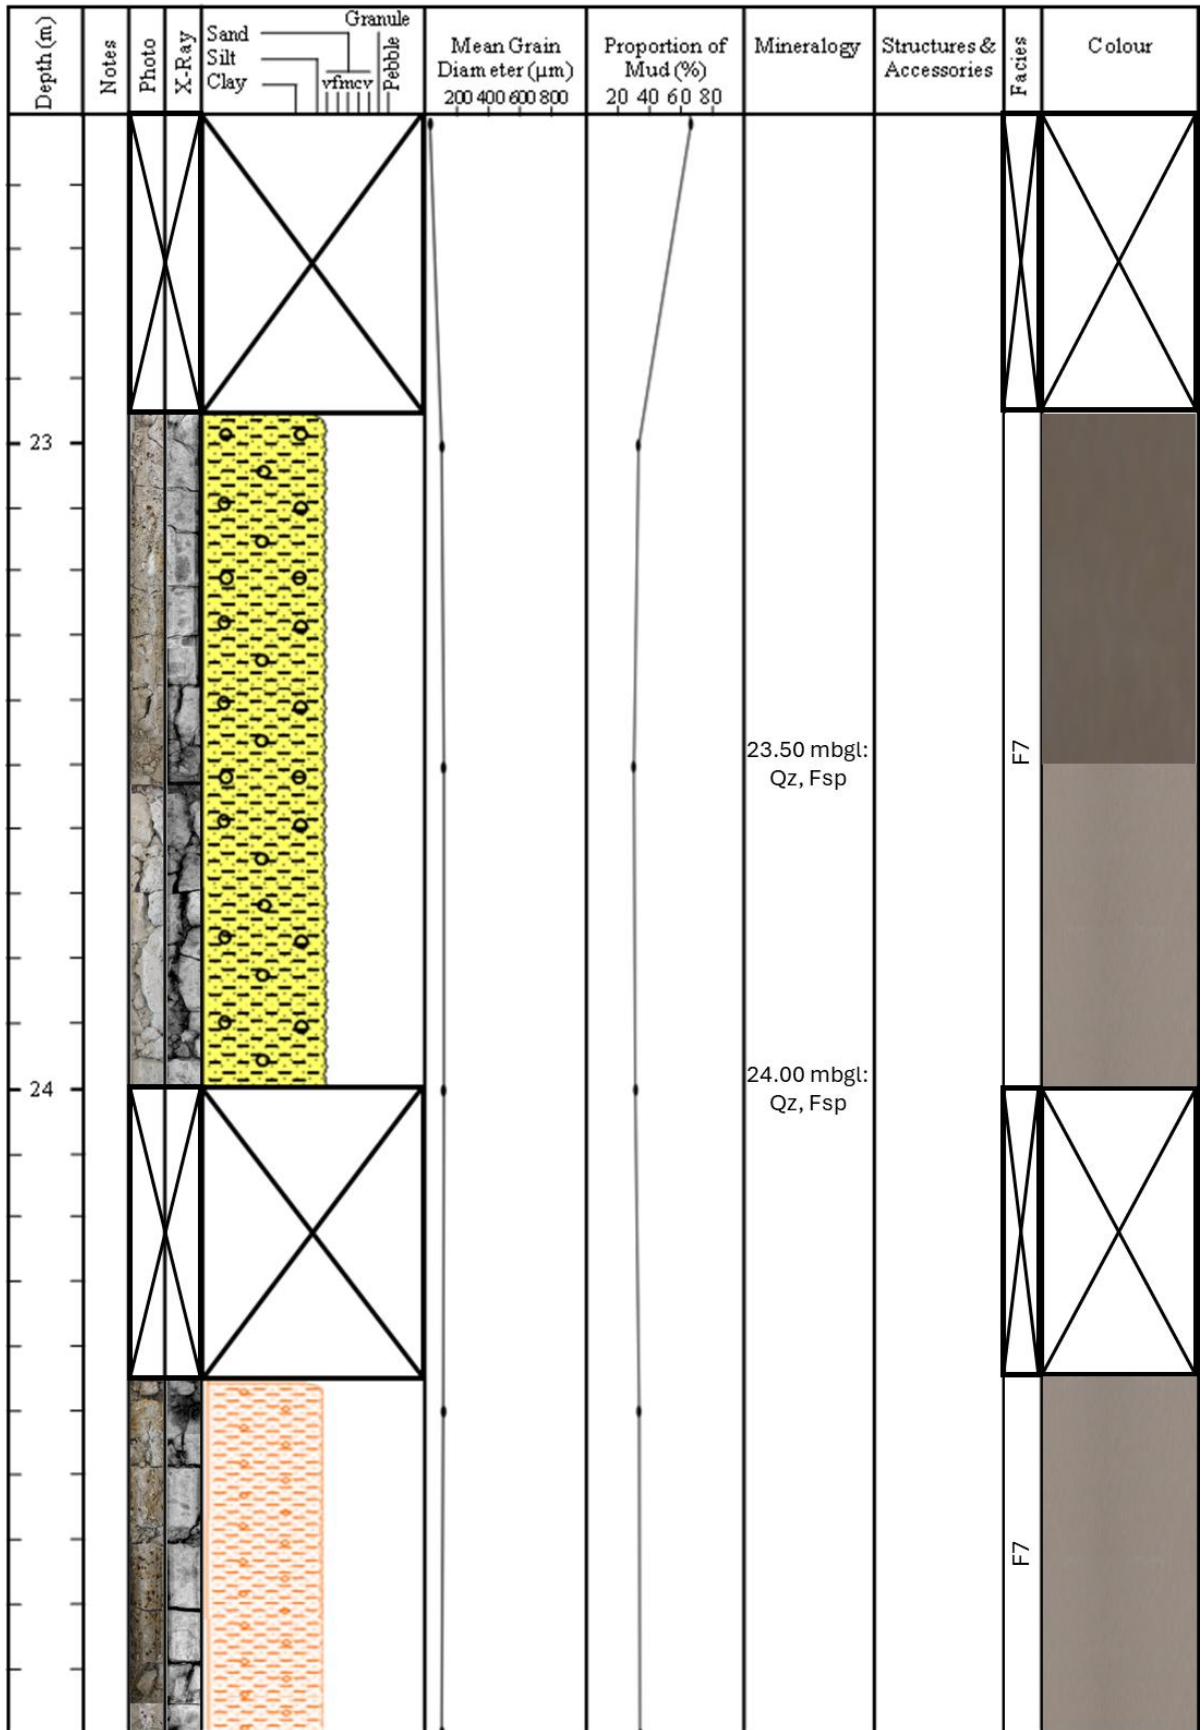 Depth (m)
Notes
Photo
X-Ray
Sand
Silt
Clay
vfmcv
Granule
Pebble
Mean Grain
Diameter (μm)
200 400 600 800
Proportion of
Mud (%)
20 40 60 80
Mineralogy
Structures &
Accessories
Facies
Colour
23
23.50 mbgl:
Qz, Fsp
F7
24
24.00 mbgl:
Qz, Fsp
F7